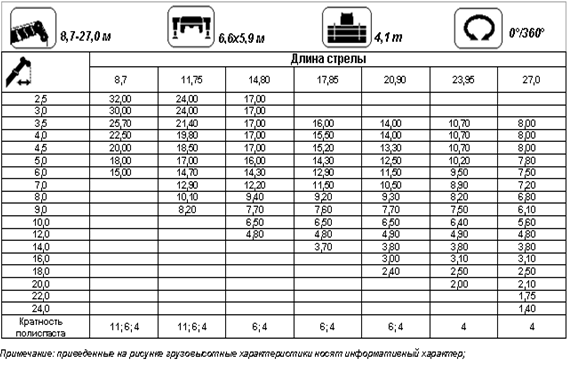 8,7-27,0 м 6,6x5,9 м 4,1 т 0°/360°
Длина стрелы
8,7 11,75 14,80 17,85 20,90 23,95 27,0
2,5 32,00 24,00 17,00
3,0 30,00 24,00 17,00
3,5 25,70 21,40 17,00 16,00 14,00 10,70 8,00
4,0 22,50 19,80 17,00 15,50 14,00 10,70 8,00
4,5 20,00 18,50 17,00 15,20 13,30 10,70 8,00
5,0 18,00 17,00 16,00 14,30 12,50 10,20 7,80
6,0 15,00 14,70 14,30 12,90 11,50 9,50 7,50
7,0 12,90 12,20 11,50 10,50 8,90 7,20
8,0 10,10 9,40 9,20 9,30 8,20 6,80
9,0 8,20 7,70 7,60 7,70 7,50 6,10
10,0 6,50 6,50 6,50 6,40 5,60
12,0 4,80 4,80 4,90 4,90 4,80
14,0 3,70 3,80 3,80 3,80
16,0 3,00 3,10 3,10
18,0 2,40 2,50 2,50
20,0 2,00 2,10
22,0 1,75
24,0 1,40
Кратность
полиспаста 11; 6; 4 11; 6; 4 6; 4 6; 4 6; 4 4 4
Примечание: приведенные на рисунке грузовысотные характеристики носят информативный характер;